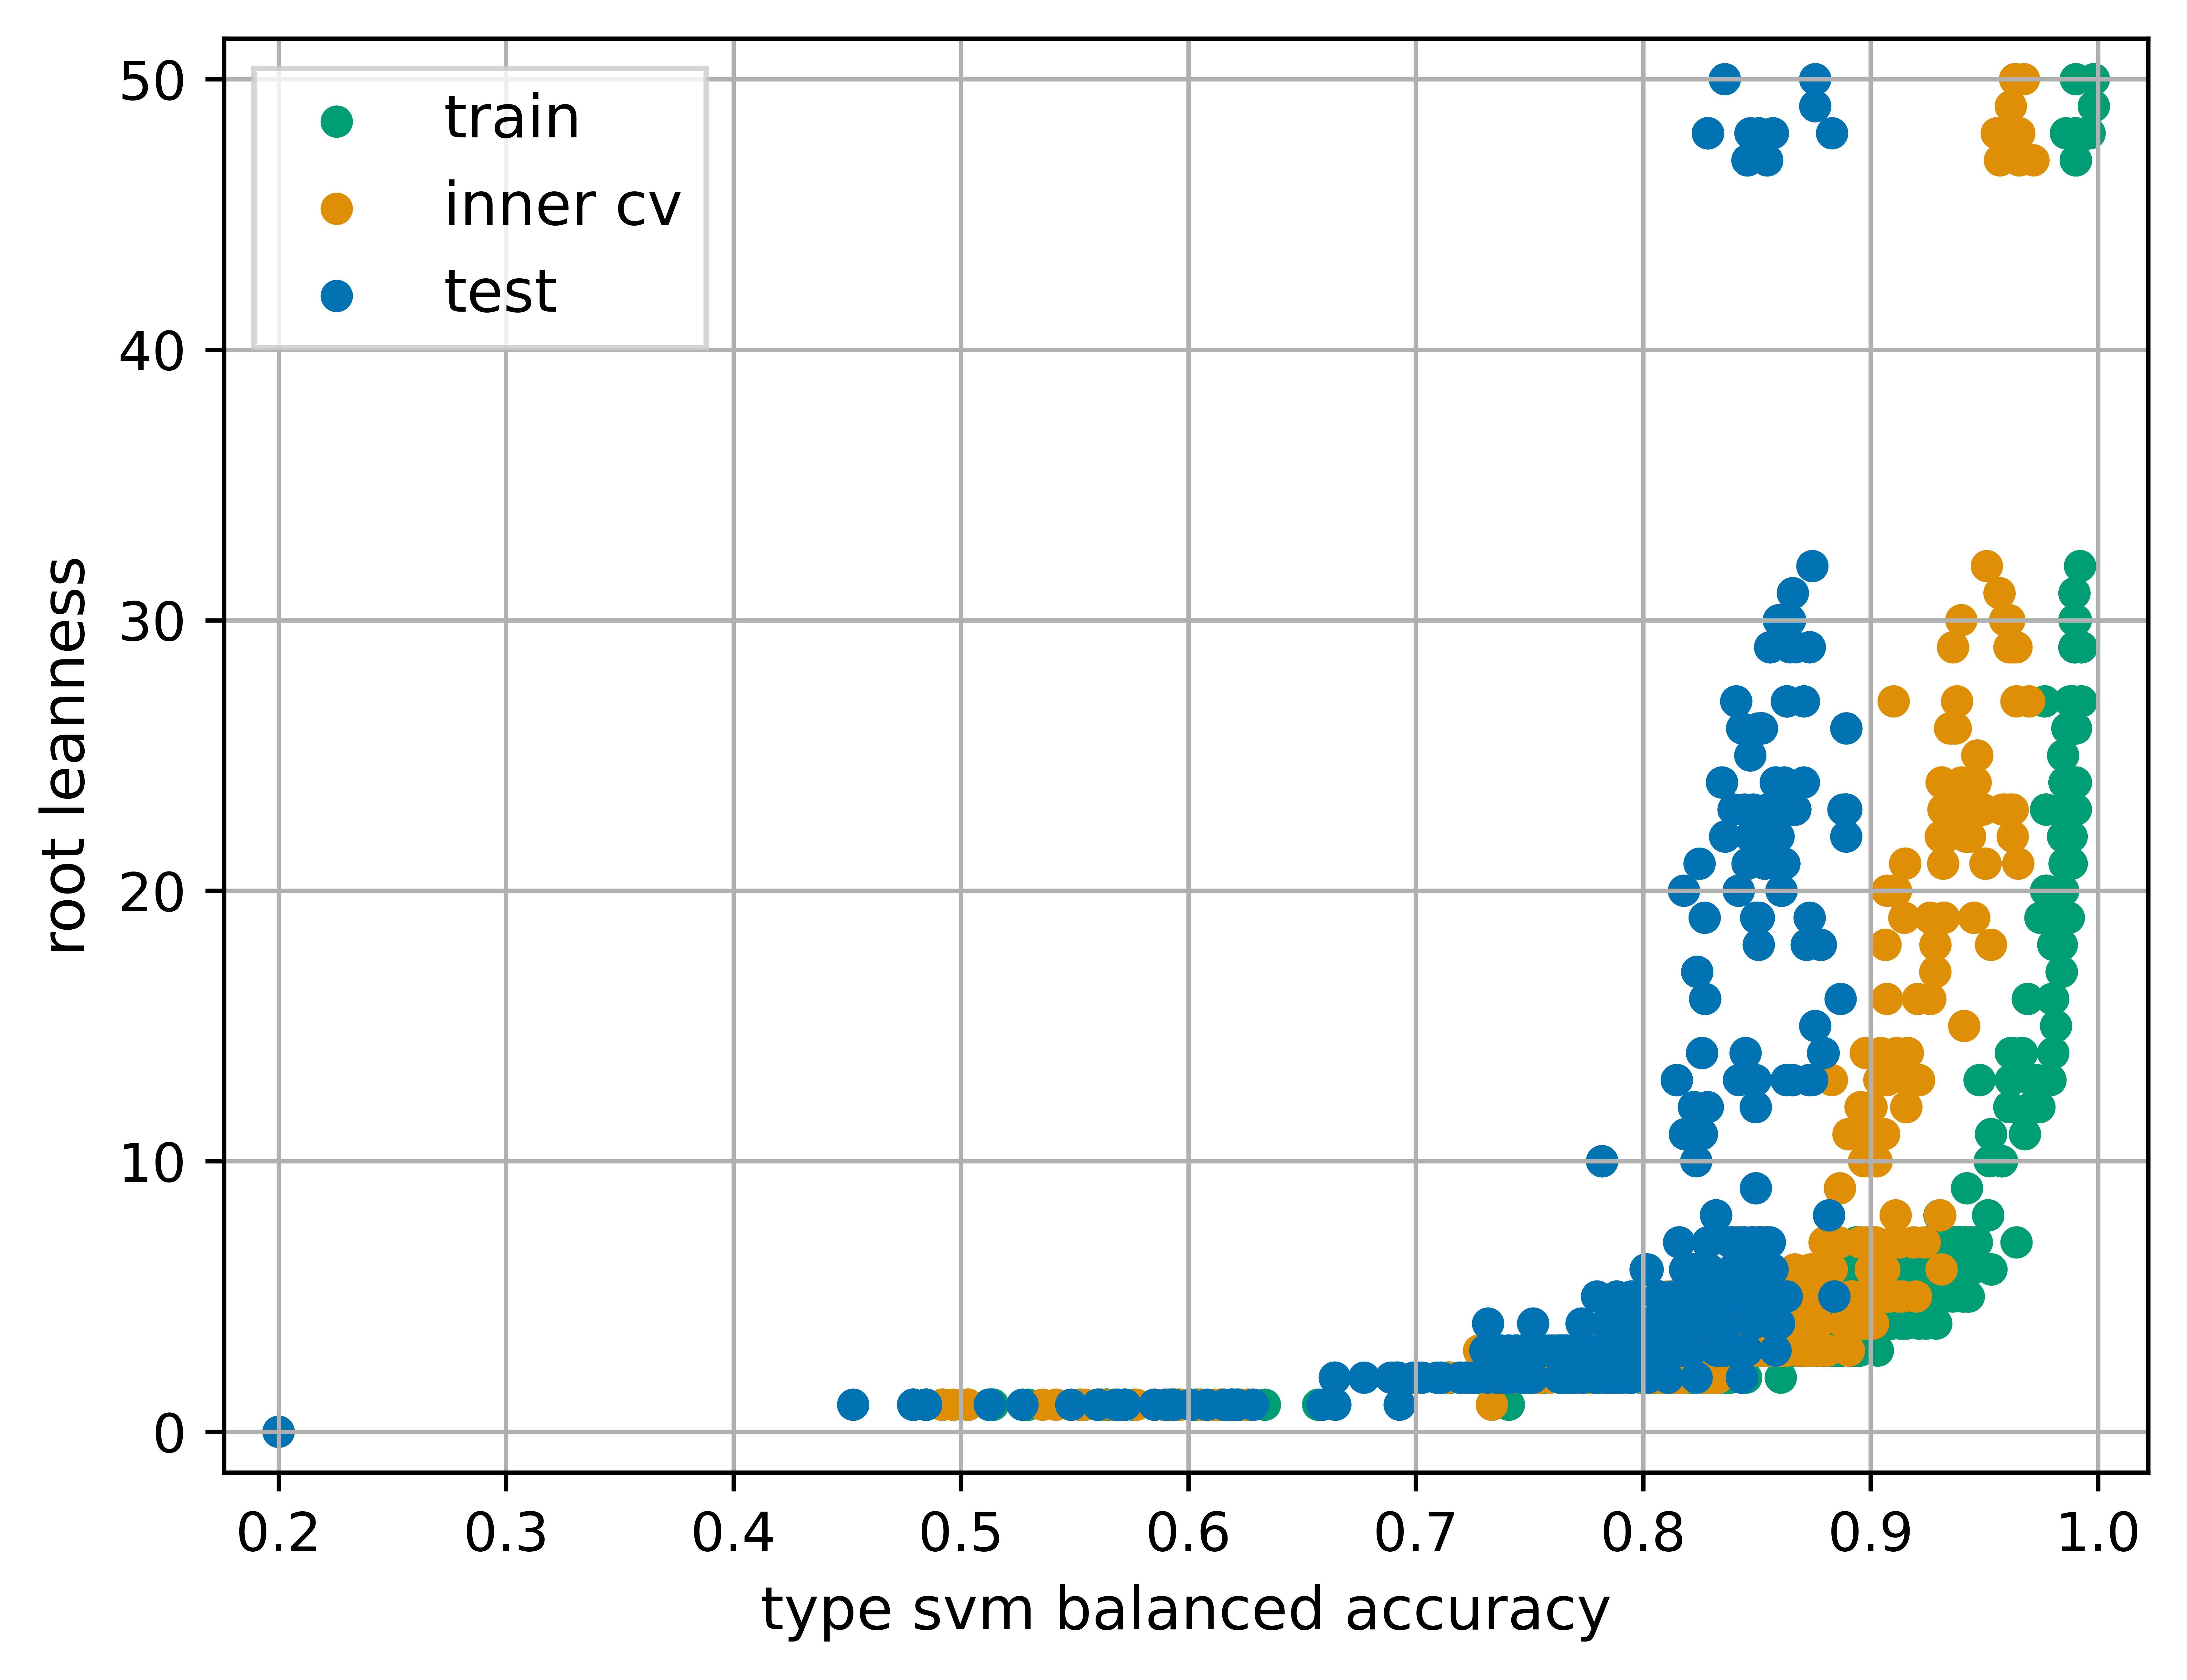 train
inner cv
test
50
40
30
20
10
0
root leanness
0.2 0.3 0.4 0.5 0.6 0.7 0.8 0.9 1.0
type svm balanced accuracy